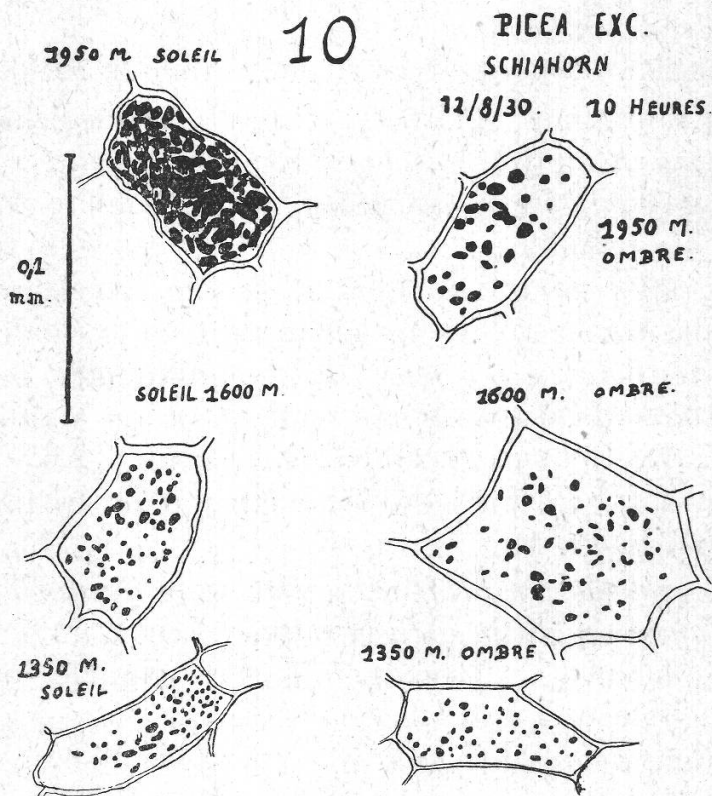 10
PICEA EXC.
SCHIAHORN
12/8/30. 10 HEURES.
1950 M SOLEIL
1950 M.
OMBRE.
0,1
mm.
SOLEIL 1600 M.
1600 M. OMBRE.
1350 M.
SOLEIL
1350 M. OMBRE